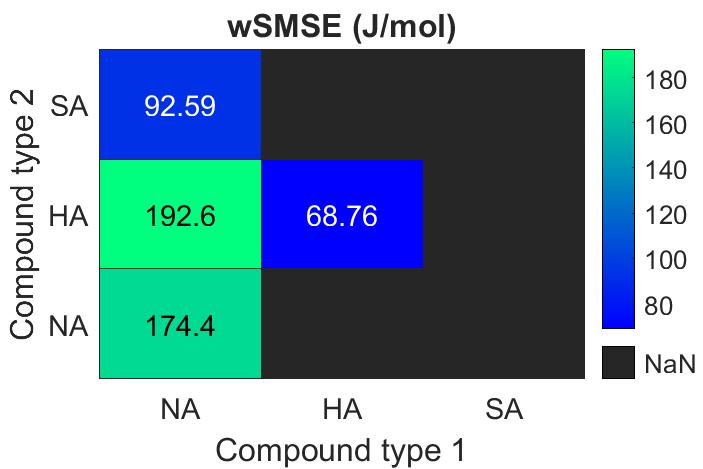 wSMSE (J/mol)
Compound type 2
SA
92.59
HA
192.6
68.76
NA
174.4
NA
HA
SA
Compound type 1
180
160
140
120
100
80
NaN